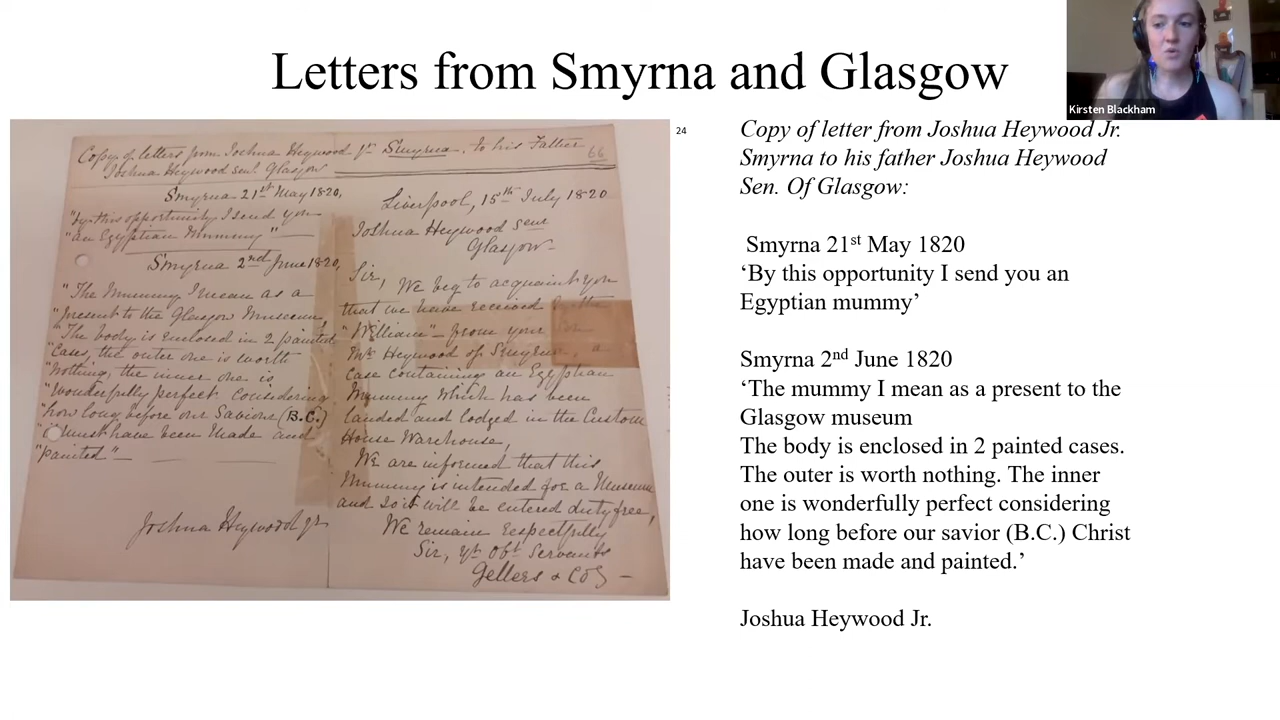 Letters from Smyrna and Glasgow
Kirsten Blackham
Copy of letters from Joshua Heywood Jr. Smyrna, to his Father
Joshua Heywood senr. Glasgow
66
Smyrna 21st May 1820,
"by this opportunity I send you
"an Egyptian Mummy"
Smyrna 2nd June 1820,
"The Mummy I mean as a
"present to the Glasgow Museum,
"The body is enclosed in 2 painted
"Cases, the outer one is worth
"nothing, the inner one is
"wonderfully perfect considering
"how long before our Saviour (B.C.)
"it must have been made and
"painted"
Joshua Heywood jr
Liverpool, 15th July 1820
Joshua Heywood senr
Glasgow
Sir, We beg to acquaint you
that we have received by the
"William" from your
Mr. Heywood of Smyrna, a
case containing an Egyptian
Mummy which has been
landed and lodged in the Custom
House Warehouse,
We are informed that this
Mummy is intended for a Museum
and so it will be entered duty free,
We remain respectfully
Sir, yr. Obt. Servants
Gellers & Co
24
Copy of letter from Joshua Heywood Jr.
Smyrna to his father Joshua Heywood
Sen. Of Glasgow:
Smyrna 21st May 1820
‘By this opportunity I send you an
Egyptian mummy’
Smyrna 2nd June 1820
‘The mummy I mean as a present to the
Glasgow museum
The body is enclosed in 2 painted cases.
The outer is worth nothing. The inner
one is wonderfully perfect considering
how long before our savior (B.C.) Christ
have been made and painted.’
Joshua Heywood Jr.